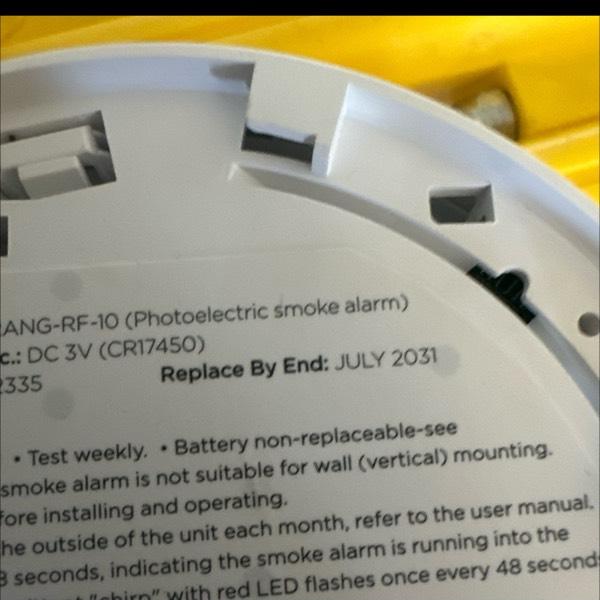 ANG-RF-10 (Photoelectric smoke alarm)
c.: DC 3V (CR17450)
2335 Replace By End: JULY 2031
• Test weekly. • Battery non-replaceable-see
smoke alarm is not suitable for wall (vertical) mounting.
fore installing and operating.
he outside of the unit each month, refer to the user manual.
8 seconds, indicating the smoke alarm is running into the
"chirp" with red LED flashes once every 48 seconds